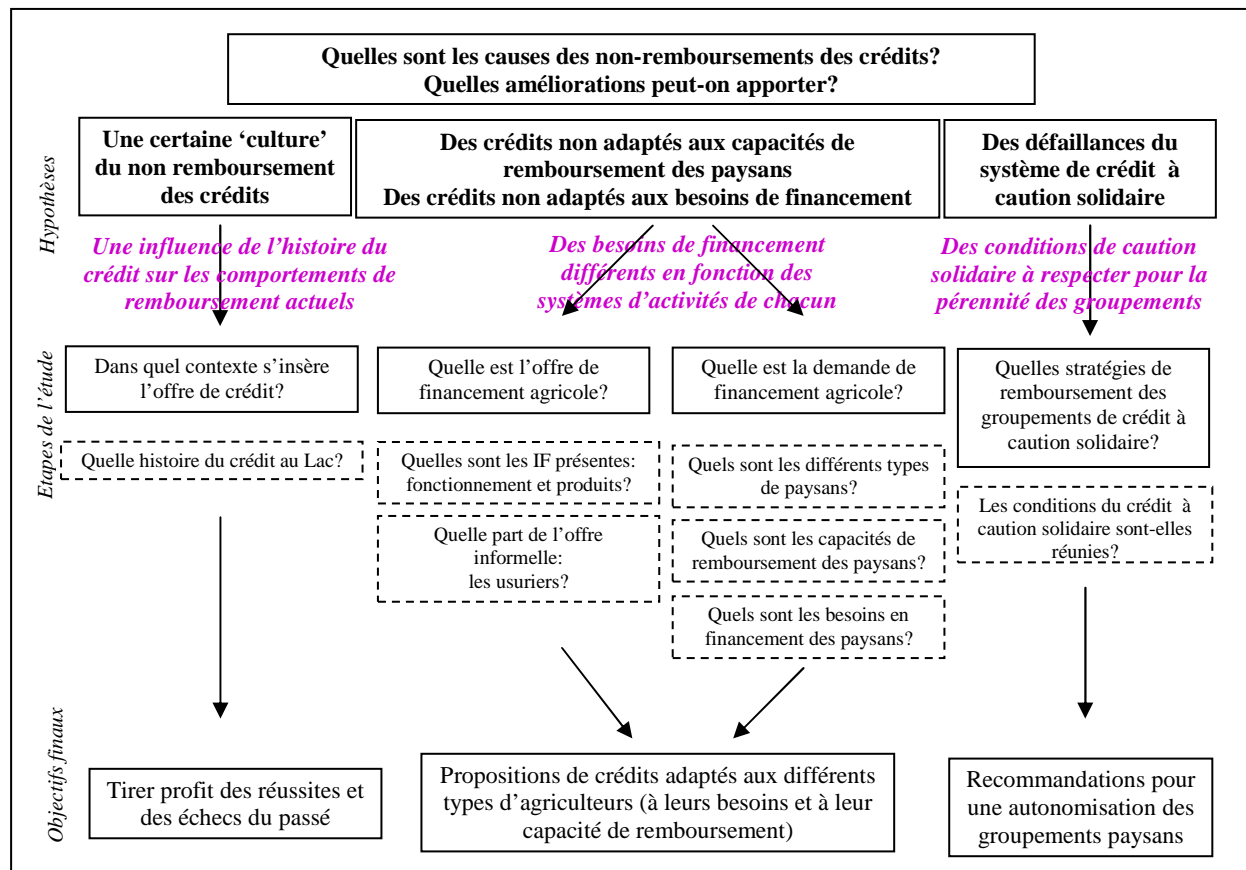 Quelles sont les causes des non-remboursements des crédits?
Quelles améliorations peut-on apporter?
Hypothèses
Une certaine ‘culture’
du non remboursement
des crédits
Des crédits non adaptés aux capacités de
remboursement des paysans
Des crédits non adaptés aux besoins de financement
Des défaillances du
système de crédit à
caution solidaire
Une influence de l’histoire du
crédit sur les comportements de
remboursement actuels
Des besoins de financement
différents en fonction des
systèmes d’activités de chacun
Des conditions de caution
solidaire à respecter pour la
pérennité des groupements
Etapes de l’étude
Dans quel contexte s’insère
l’offre de crédit?
Quelle histoire du crédit au Lac?
Quelle est l’offre de
financement agricole?
Quelles sont les IF présentes:
fonctionnement et produits?
Quelle part de l’offre
informelle:
les usuriers?
Quelle est la demande de
financement agricole?
Quels sont les différents types
de paysans?
Quels sont les capacités de
remboursement des paysans?
Quels sont les besoins en
financement des paysans?
Quelles stratégies de
remboursement des
groupements de crédit à
caution solidaire?
Les conditions du crédit à
caution solidaire sont-elles
réunies?
Objectifs finaux
Tirer profit des réussites et
des échecs du passé
Propositions de crédits adaptés aux différents
types d’agriculteurs (à leurs besoins et à leur
capacité de remboursement)
Recommandations pour
une autonomisation des
groupements paysans